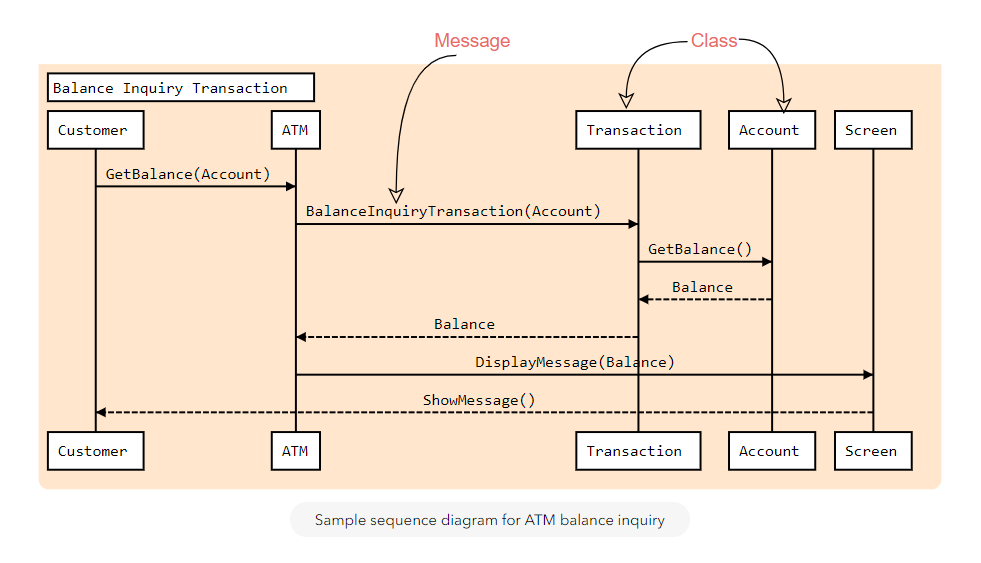 Message
Class
Balance Inquiry Transaction
Customer
ATM
Transaction
Account
Screen
GetBalance(Account)
BalanceInquiryTransaction(Account)
GetBalance()
Balance
Balance
DisplayMessage(Balance)
ShowMessage()
Customer
ATM
Transaction
Account
Screen
Sample sequence diagram for ATM balance inquiry